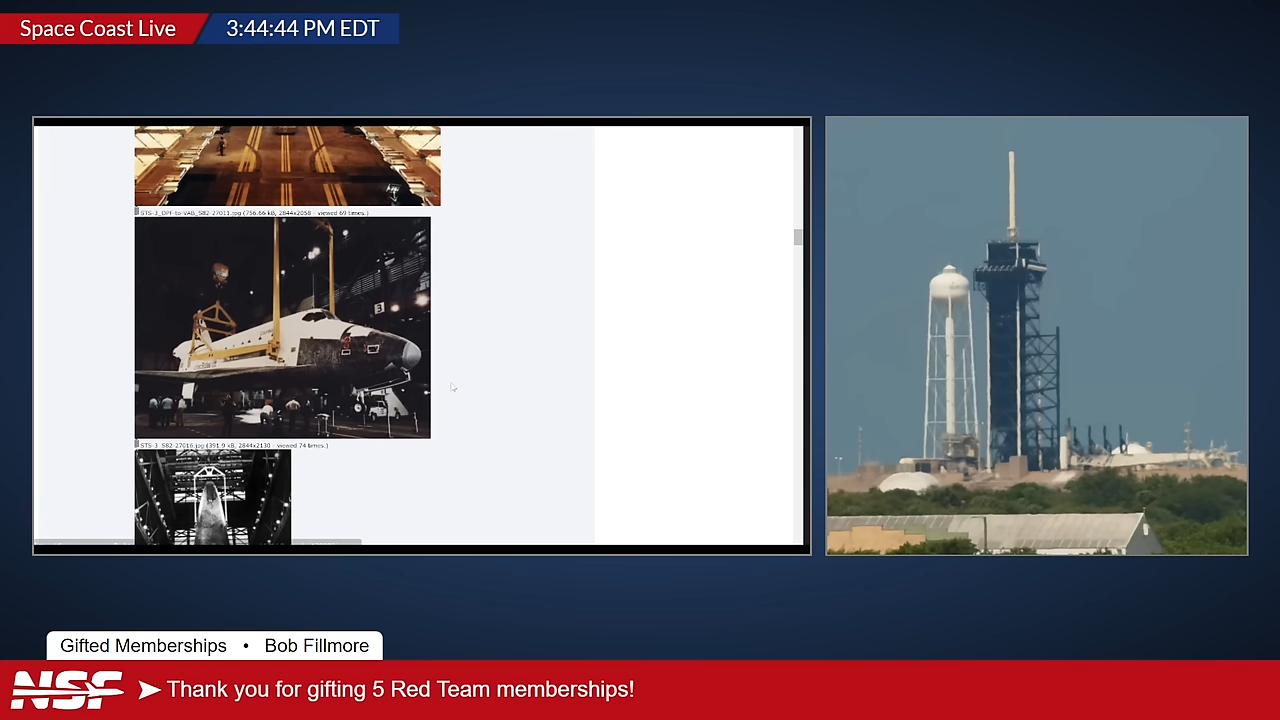 Space Coast Live
3:44:44 PM EDT
STS-3_OPF-to-VAB_S82-27011.jpg (756.66 kB, 2844x2058 - viewed 69 times.)
3
STS-3_S82-27016.jpg (391.9 kB, 2844x2130 - viewed 74 times.)
Gifted Memberships • Bob Fillmore
NSF
Thank you for gifting 5 Red Team memberships!